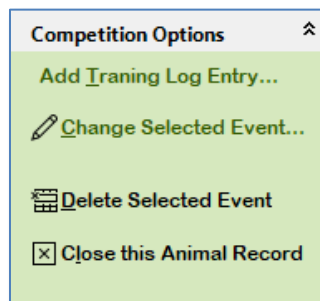 Competition Options
Add Traning Log Entry...
Change Selected Event...
Delete Selected Event
Close this Animal Record